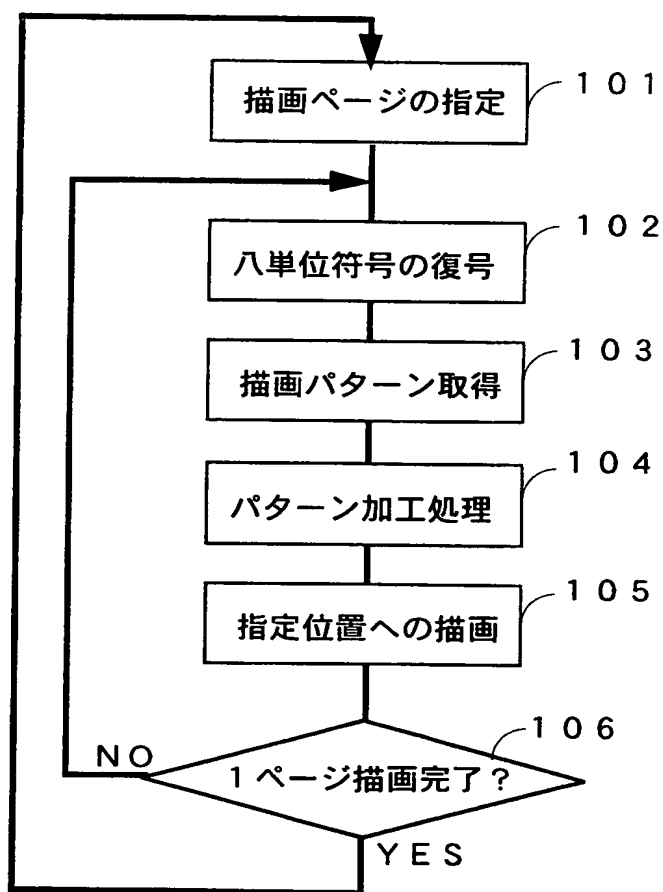 描画ページの指定
１０１
八単位符号の復号
１０２
描画パターン取得
１０３
パターン加工処理
１０４
指定位置への描画
１０５
１ページ描画完了？
１０６
ＮＯ
ＹＥＳ